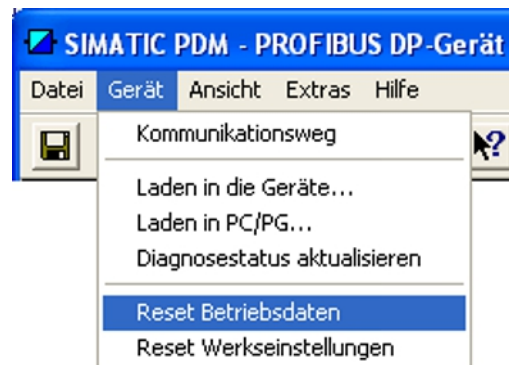 SIMATIC PDM - PROFIBUS DP-Gerät
Datei Gerät Ansicht Extras Hilfe
Kommunikationsweg
Laden in die Geräte...
Laden in PC/PG...
Diagnosestatus aktualisieren
Reset Betriebsdaten
Reset Werkseinstellungen